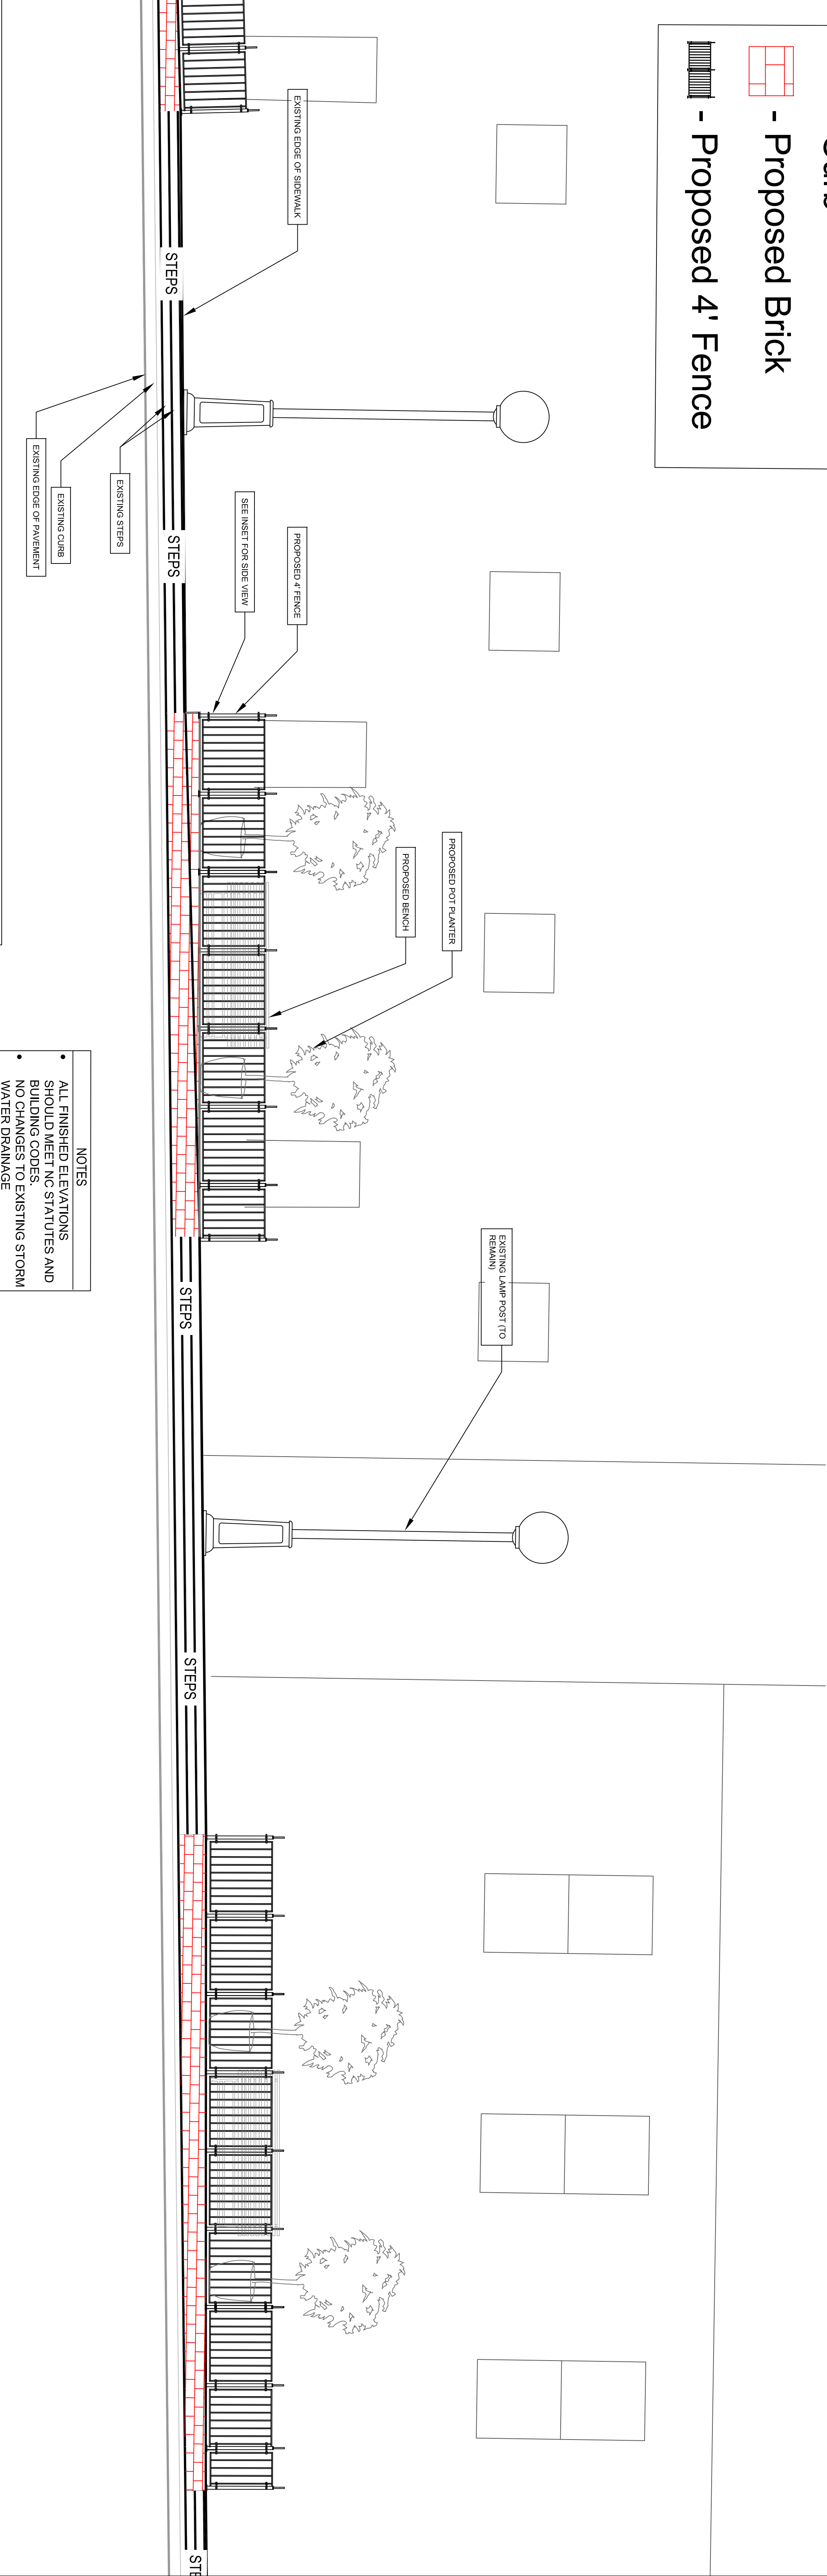 - Proposed Brick
- Proposed 4' Fence
EXISTING EDGE OF SIDEWALK
STEPS
EXISTING EDGE OF PAVEMENT
EXISTING CURB
EXISTING STEPS
STEPS
SEE INSET FOR SIDE VIEW
PROPOSED 4' FENCE
PROPOSED POT PLANTER
PROPOSED BENCH
EXISTING LAMP POST (TO
REMAIN)
STEPS
NOTES
• ALL FINISHED ELEVATIONS
SHOULD MEET NC STATUTES AND
BUILDING CODES.
• NO CHANGES TO EXISTING STORM
WATER DRAINAGE
STEPS